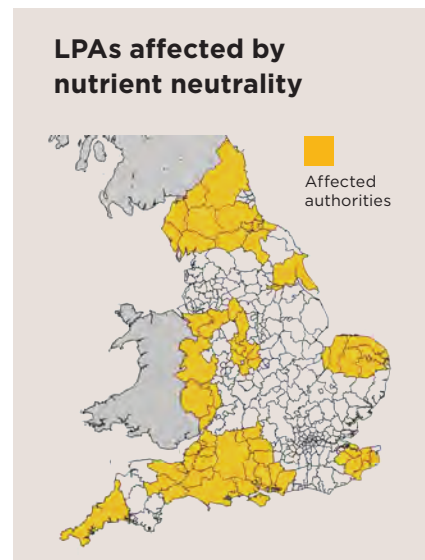 LPAs affected by
nutrient neutrality
Affected
authorities